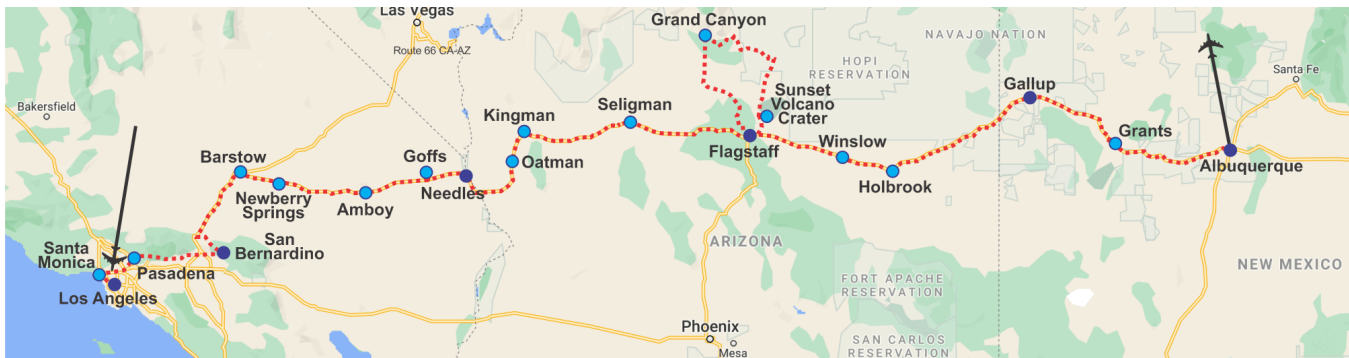 Las Vegas
Route 66 CA-AZ
Bakersfield
Grand Canyon
NAVAJO NATION
HOPI
RESERVATION
Santa Fe
Sunset
Volcano
Crater
Gallup
Kingman
Seligman
Grants
Barstow
Goffs
Oatman
Flagstaff
Winslow
Albuquerque
Newberry
Springs
Amboy
Needles
Holbrook
Santa
Monica
San
Bernardino
Pasadena
Los Angeles
ARIZONA
NEW MEXICO
FORT APACHE
RESERVATION
Phoenix
Mesa
SAN CARLOS
RESERVATION